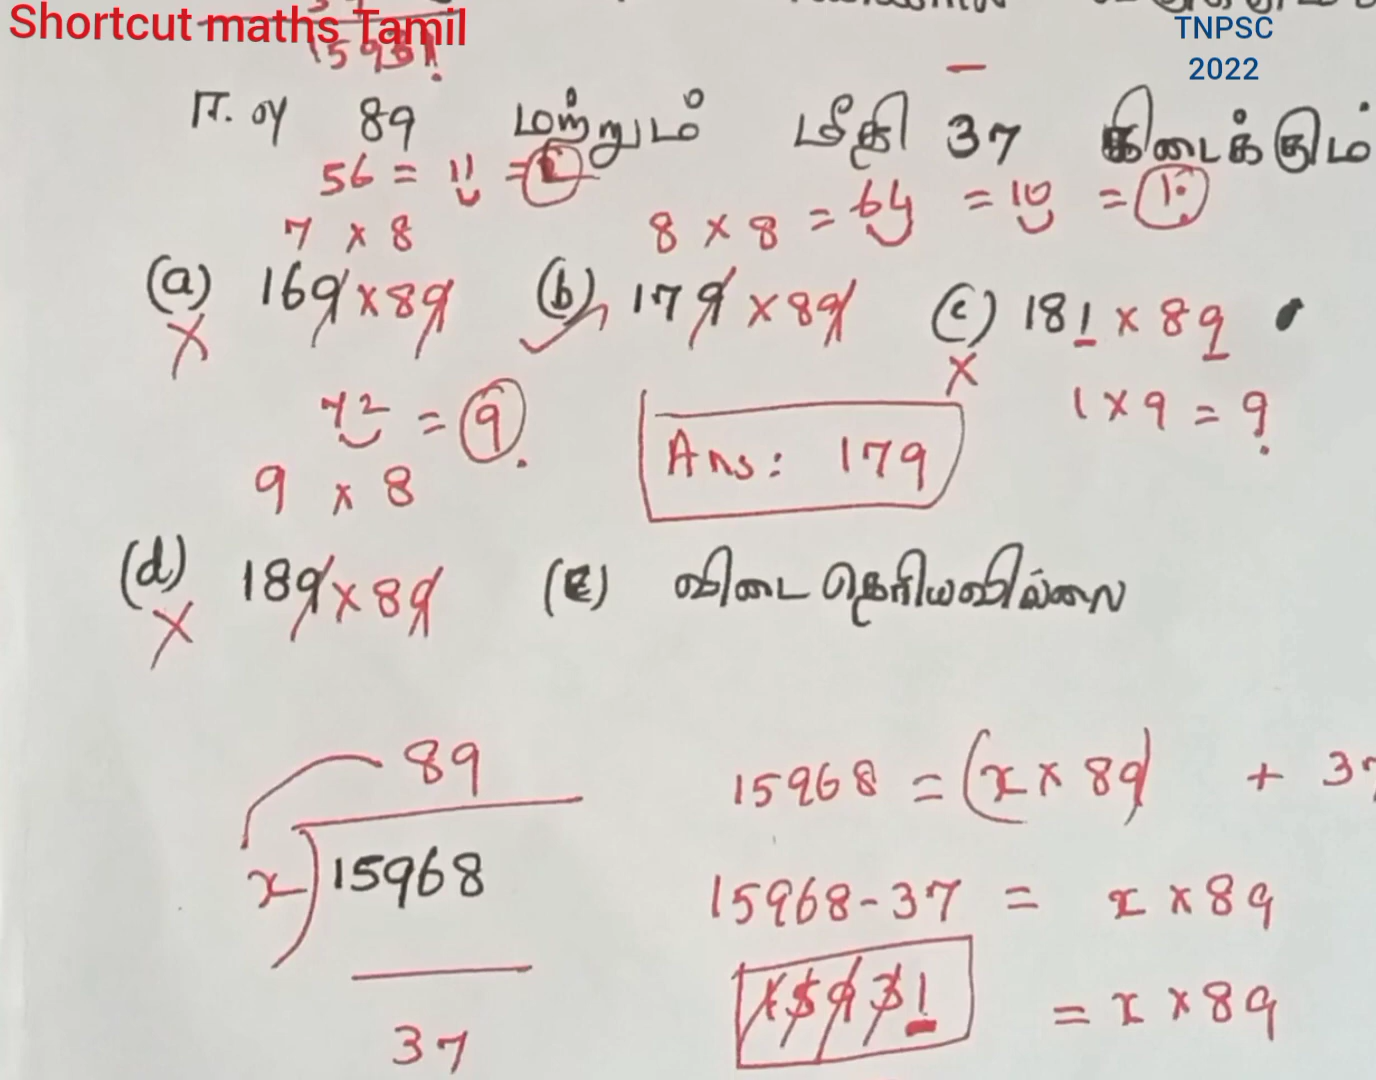 Shortcut maths Tamil
TNPSC
2022
1593!
ஈ.வு 89 மற்றும் மீதி 37 கிடைக்கும்
56 = 11 = 2
8 × 8 = 64 = 10 = 1
7 × 8
(a) 169 × 89 (b) 179 × 89 (c) 181 × 89
×
×
72 = 9
1 × 9 = 9
9 × 8
Ans: 179
(d) 189 × 89 (E) விடை தெரியவில்லை
×
89
x) 15968
37
15968 = (x × 89) + 37
15968 - 37 = x × 89
15931 = x × 89